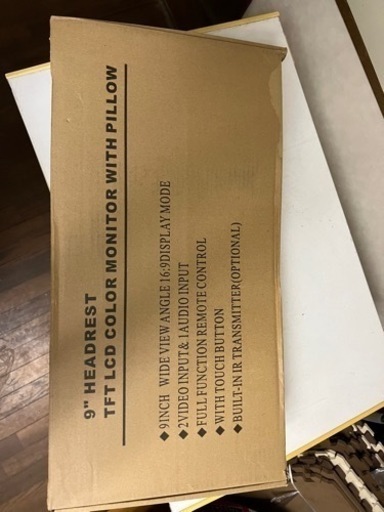 9" HEADREST
TFT LCD COLOR MONITOR WITH PILLOW
◆ 9INCH WIDE VIEW ANGLE 16:9DISPLAY MODE
◆ 2VIDEO INPUT& 1AUDIO INPUT
◆ FULL FUNCTION REMOTE CONTROL
◆ WITH TOUCH BUTTON
◆ BUILT-IN IR TRANSMITTER(OPTIONAL)